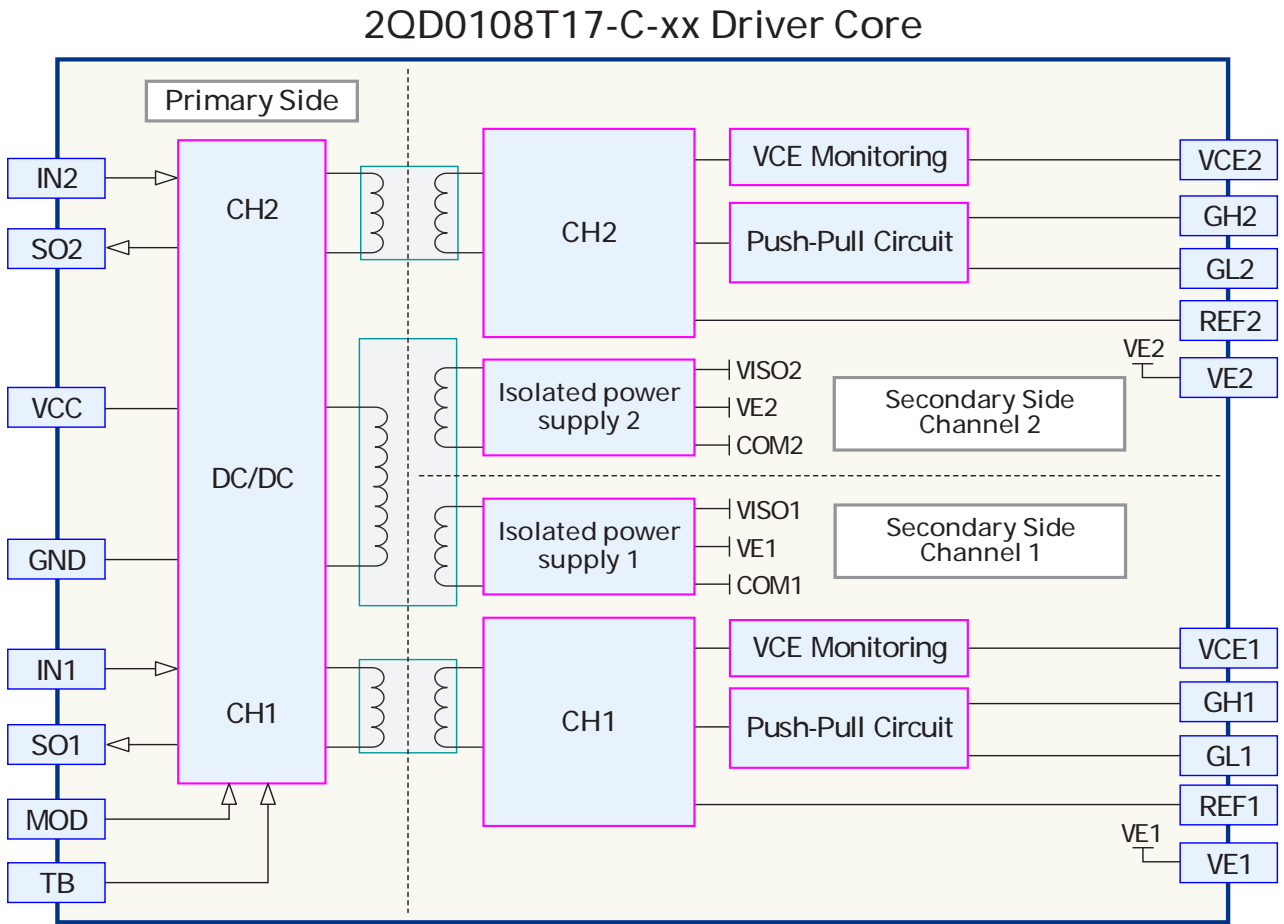 2QD0108T17-C-xx Driver Core
Primary Side
IN2
SO2
VCC
GND
IN1
SO1
MOD
TB
CH2
DC/DC
CH1
CH2
VCE Monitoring
Push-Pull Circuit
Isolated power
supply 2
VISO2
VE2
COM2
Secondary Side
Channel 2
Isolated power
supply 1
VISO1
VE1
COM1
Secondary Side
Channel 1
CH1
VCE Monitoring
Push-Pull Circuit
VCE2
GH2
GL2
REF2
VE2
VE2
VCE1
GH1
GL1
REF1
VE1
VE1